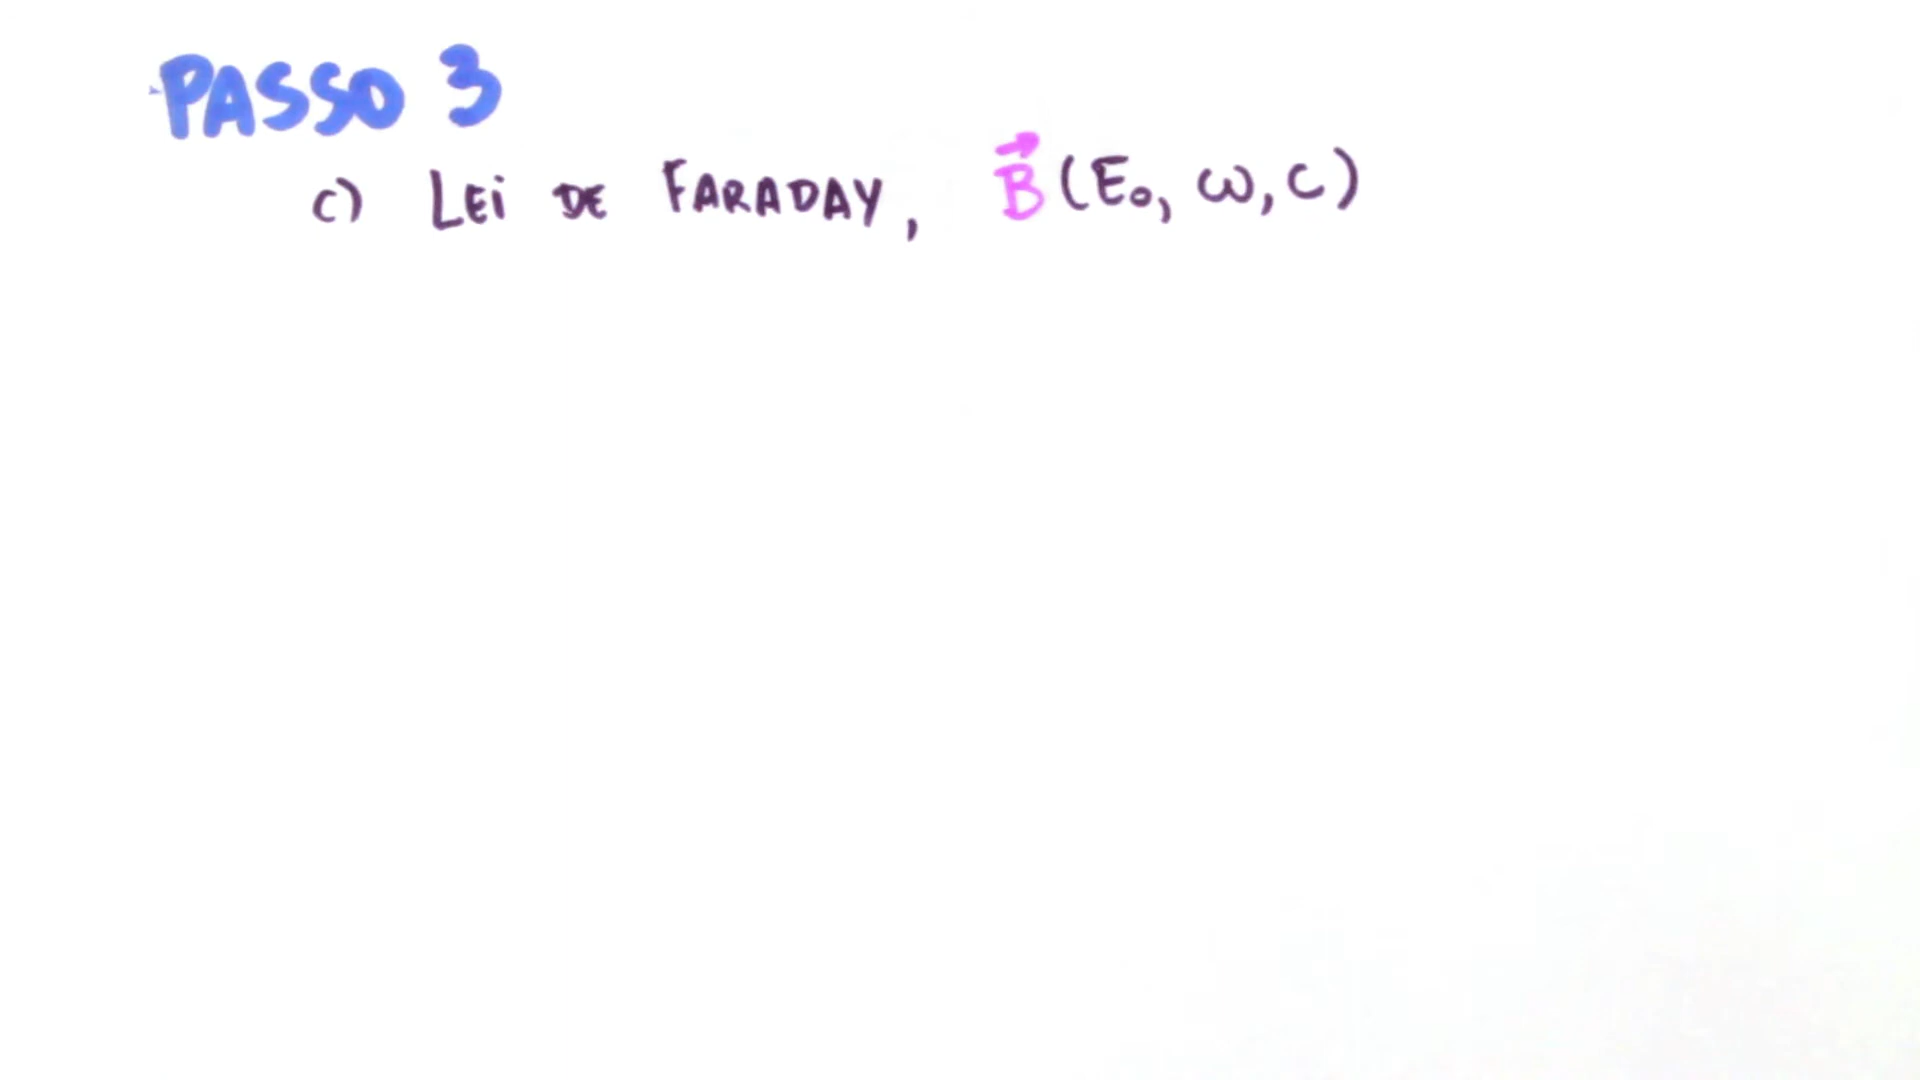 PASSO 3
c) LEI DE FARADAY, B⃗(E₀, ω, c)